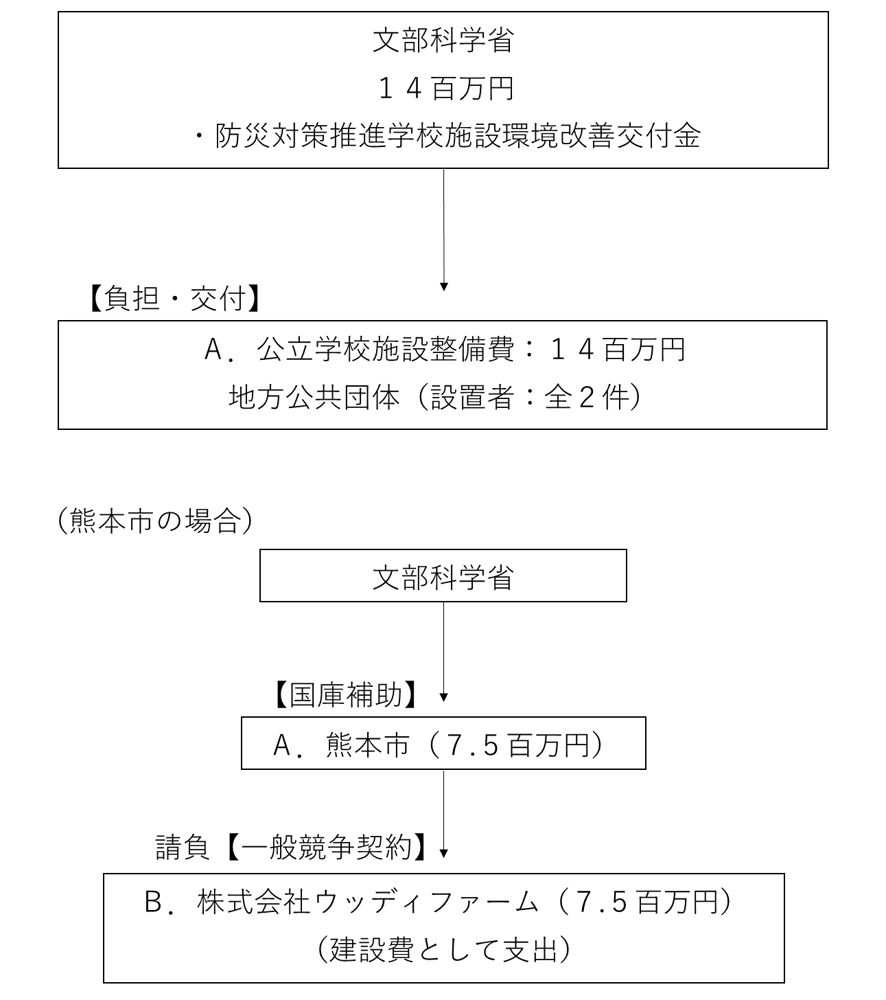 文部科学省
１４百万円
・防災対策推進学校施設環境改善交付金
【負担・交付】
Ａ．公立学校施設整備費：１４百万円
地方公共団体（設置者：全２件）
（熊本市の場合）
文部科学省
【国庫補助】
Ａ．熊本市（７.５百万円）
請負【一般競争契約】
Ｂ．株式会社ウッディファーム（７.５百万円）
（建設費として支出）